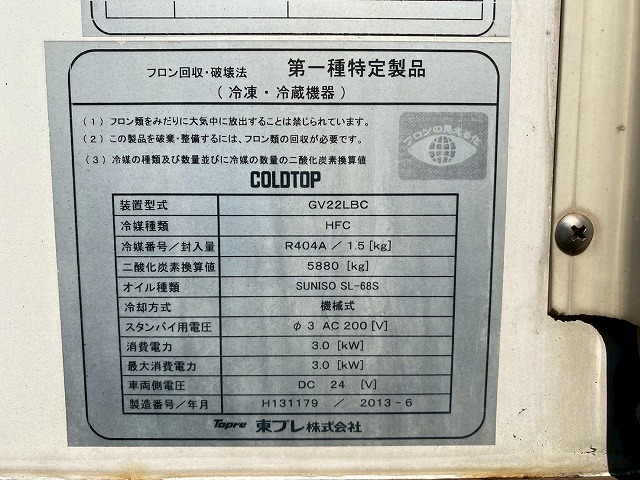 フロン回収・破壊法 第一種特定製品
（冷凍・冷蔵機器）
（1）フロン類をみだりに大気中に放出することは禁じられています。
（2）この製品を破棄・整備するには、フロン類の回収が必要です。
（3）冷媒の種類及び数量並びに冷媒の数量の二酸化炭素換算値
フロンの見える化
COLDTOP
装置型式 GV22LBC
冷媒種類 HFC
冷媒番号／封入量 R404A ／ 1.5 [kg]
二酸化炭素換算値 5880 [kg]
オイル種類 SUNISO SL-68S
冷却方式 機械式
スタンバイ用電圧 φ3 AC 200 [V]
消費電力 3.0 [kW]
最大消費電力 3.0 [kW]
車両側電圧 DC 24 [V]
製造番号／年月 H131179 ／ 2013-6
Topre 東プレ株式会社